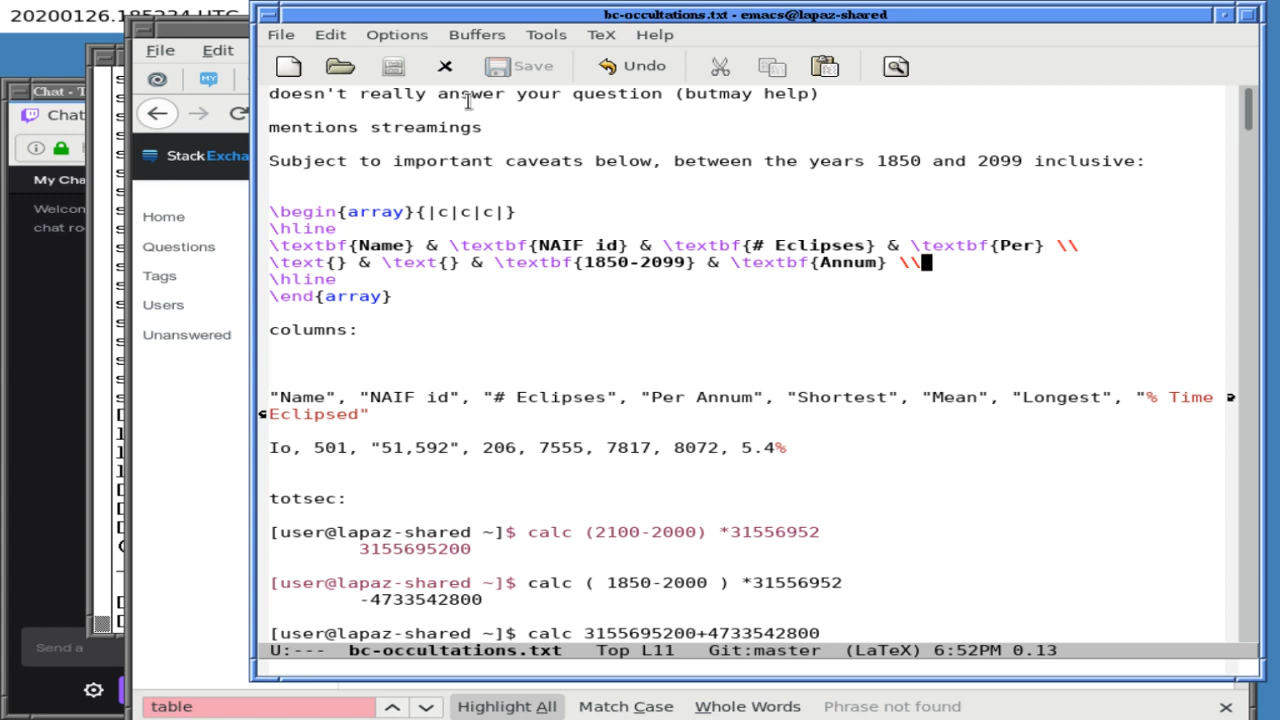 20200126.185234 UTC
bc-occultations.txt - emacs@lapaz-shared
File Edit Options Buffers Tools TeX Help
Save Undo
doesn't really answer your question (butmay help)
mentions streamings
Subject to important caveats below, between the years 1850 and 2099 inclusive:
\begin{array}{|c|c|c|}
\hline
\textbf{Name} & \textbf{NAIF id} & \textbf{# Eclipses} & \textbf{Per} \\
\text{} & \text{} & \textbf{1850-2099} & \textbf{Annum} \\
\hline
\end{array}
columns:
"Name", "NAIF id", "# Eclipses", "Per Annum", "Shortest", "Mean", "Longest", "% Time
Eclipsed"
Io, 501, "51,592", 206, 7555, 7817, 8072, 5.4%
totsec:
[user@lapaz-shared ~]$ calc (2100-2000) *31556952
3155695200
[user@lapaz-shared ~]$ calc ( 1850-2000 ) *31556952
-4733542800
[user@lapaz-shared ~]$ calc 3155695200+4733542800
U:--- bc-occultations.txt Top L11 Git:master (LaTeX) 6:52PM 0.13
File Edit
MY
StackExcha
Home
Questions
Tags
Users
Unanswered
table Highlight All Match Case Whole Words Phrase not found
Chat - T
Chat
My Cha
Welcon
chat ro
Send a